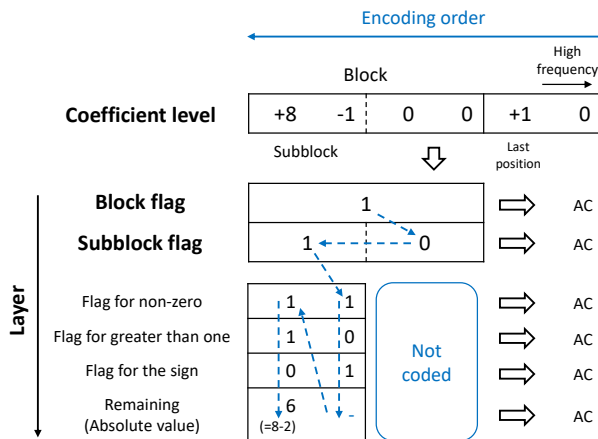 Encoding order
High
frequency
Block
Coefficient level +8 -1 0 0 +1 0
Subblock
Last
position
Block flag 1 AC
Subblock flag 1 0 AC
Layer
Flag for non-zero 1 1 AC
Flag for greater than one 1 0 AC
Flag for the sign 0 1 AC
Not
coded
Remaining
(Absolute value)
6 - AC
(=8-2)